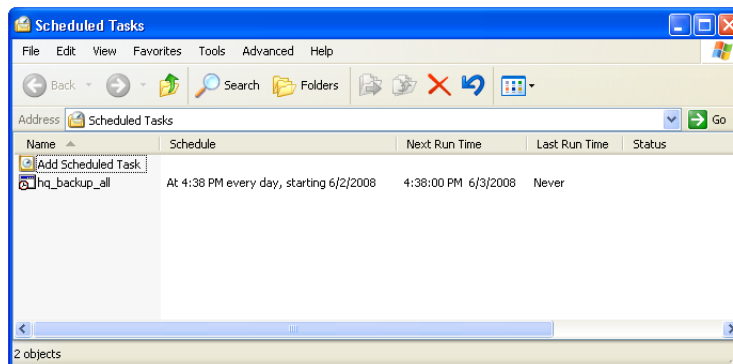 Scheduled Tasks
File Edit View Favorites Tools Advanced Help
Back Search Folders
Address Scheduled Tasks Go
Name Schedule Next Run Time Last Run Time Status
Add Scheduled Task
hq_backup_all At 4:38 PM every day, starting 6/2/2008 4:38:00 PM 6/3/2008 Never
2 objects